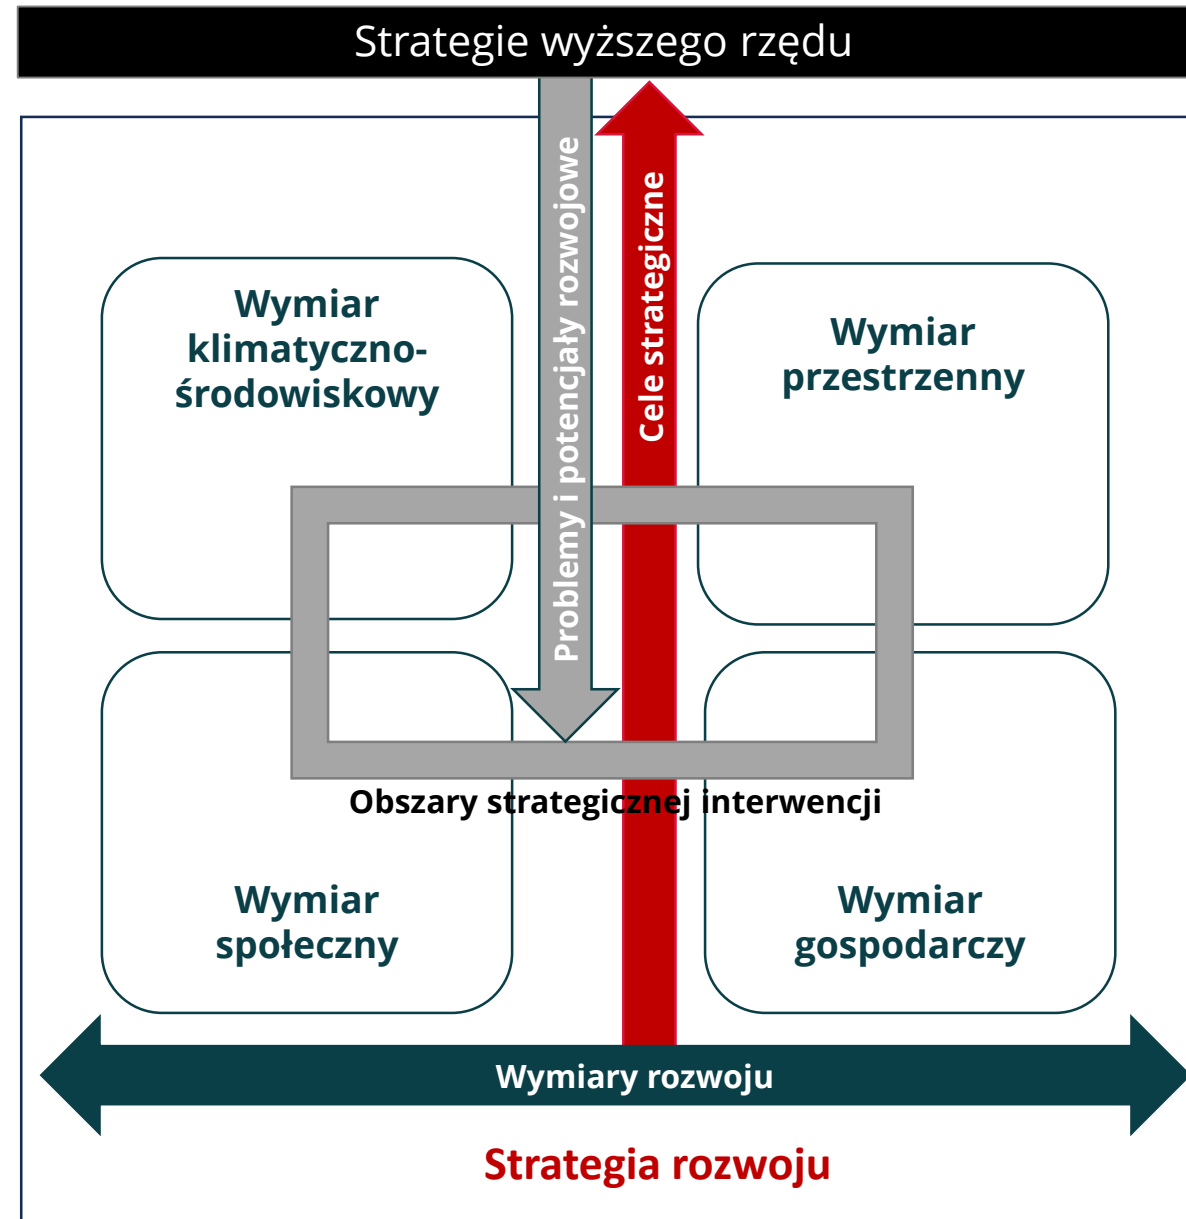 Strategie wyższego rzędu
Problemy i potencjały rozwojowe
Cele strategiczne
Wymiar
klimatyczno-
środowiskowy
Wymiar
przestrzenny
Obszary strategicznej interwencji
Wymiar
społeczny
Wymiar
gospodarczy
Wymiary rozwoju
Strategia rozwoju